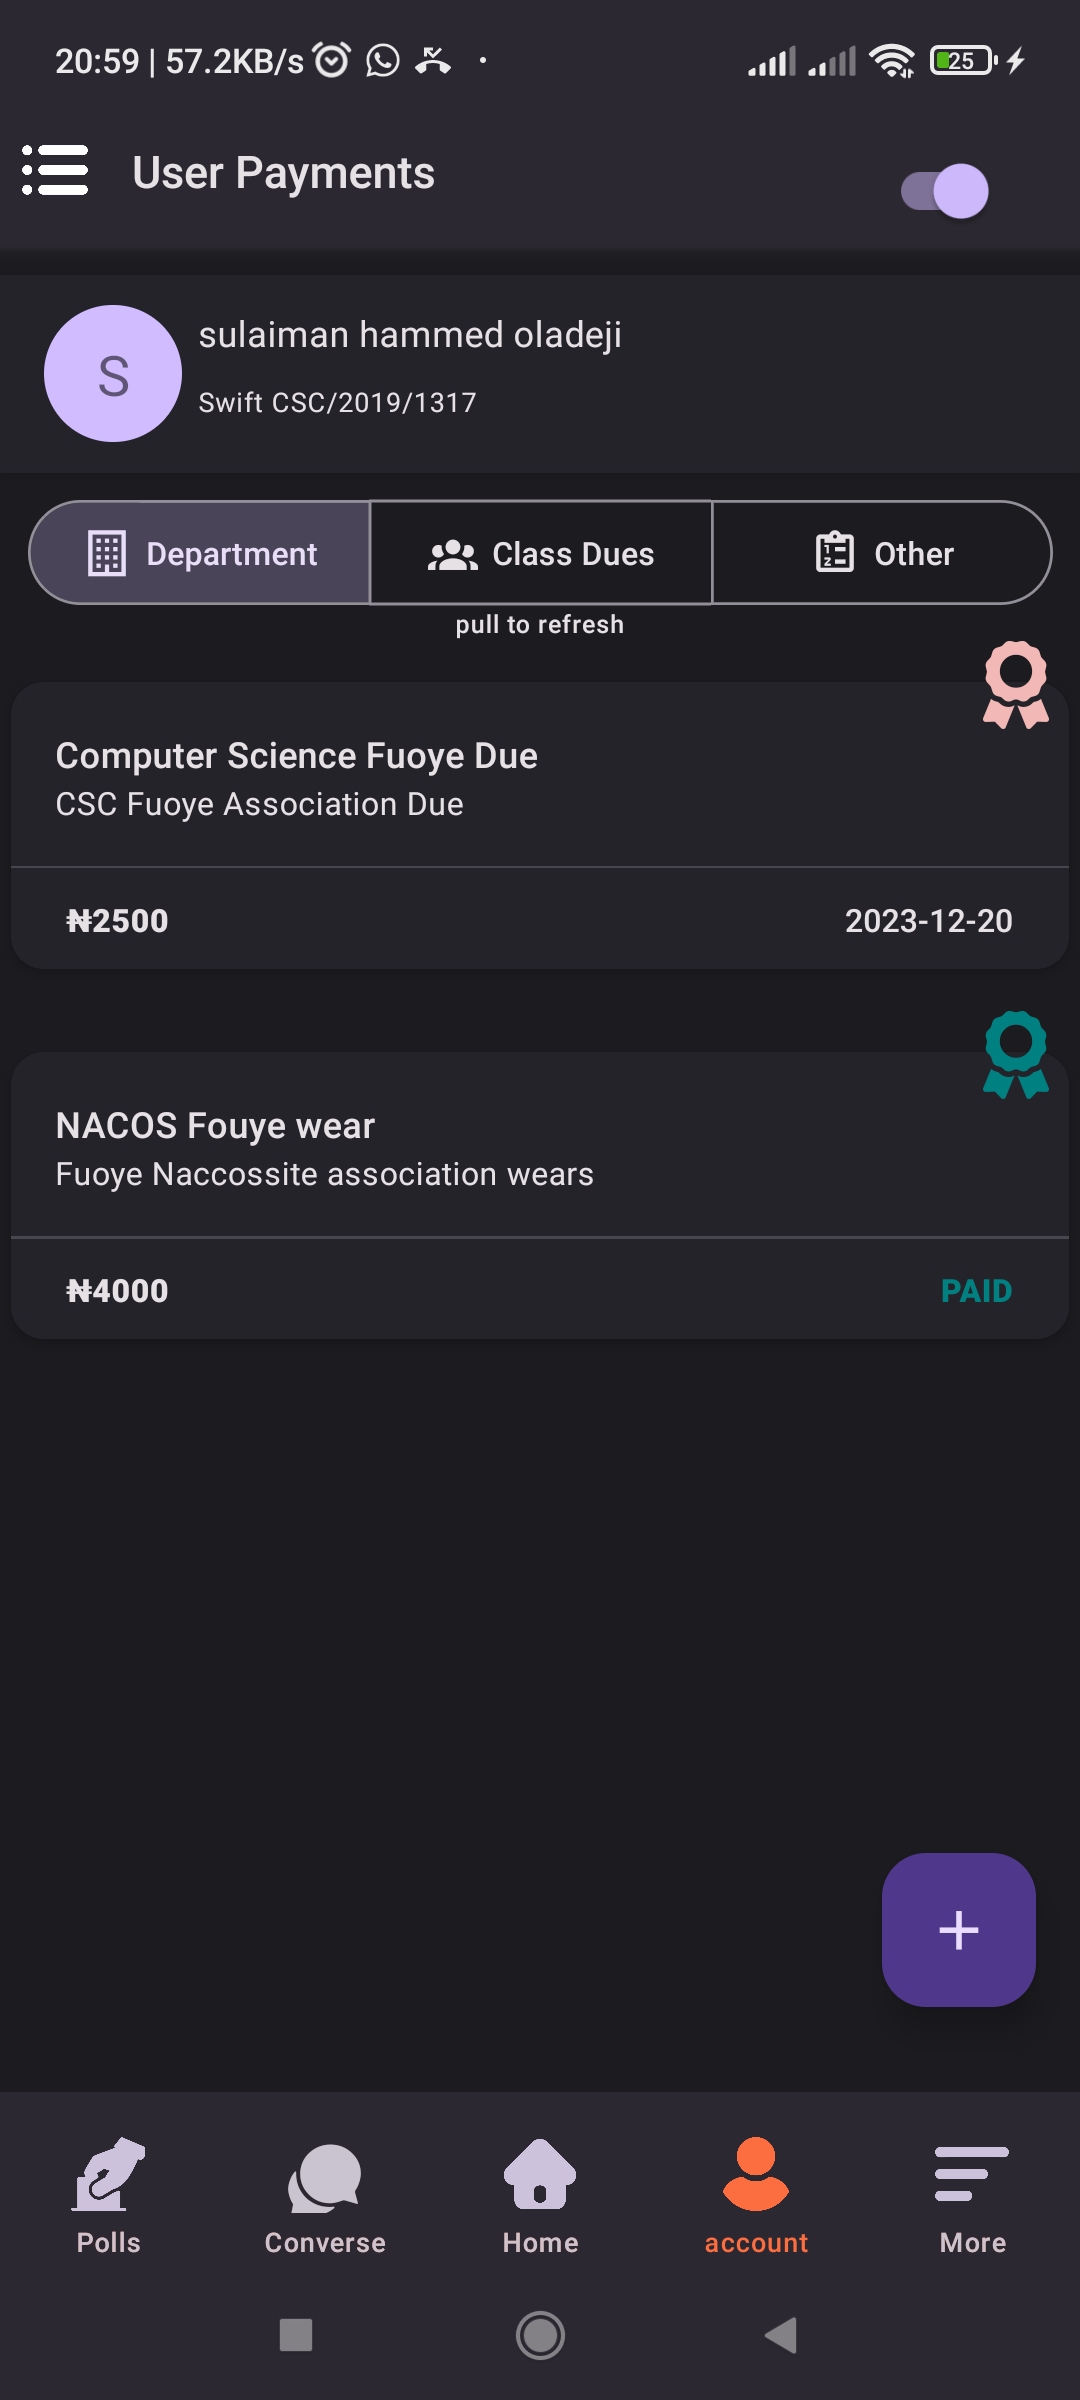 20:59 | 57.2KB/s
25
User Payments
S
sulaiman hammed oladeji
Swift CSC/2019/1317
Department
Class Dues
Other
pull to refresh
Computer Science Fuoye Due
CSC Fuoye Association Due
₦2500
2023-12-20
NACOS Fouye wear
Fuoye Naccossite association wears
₦4000
PAID
+
Polls
Converse
Home
account
More